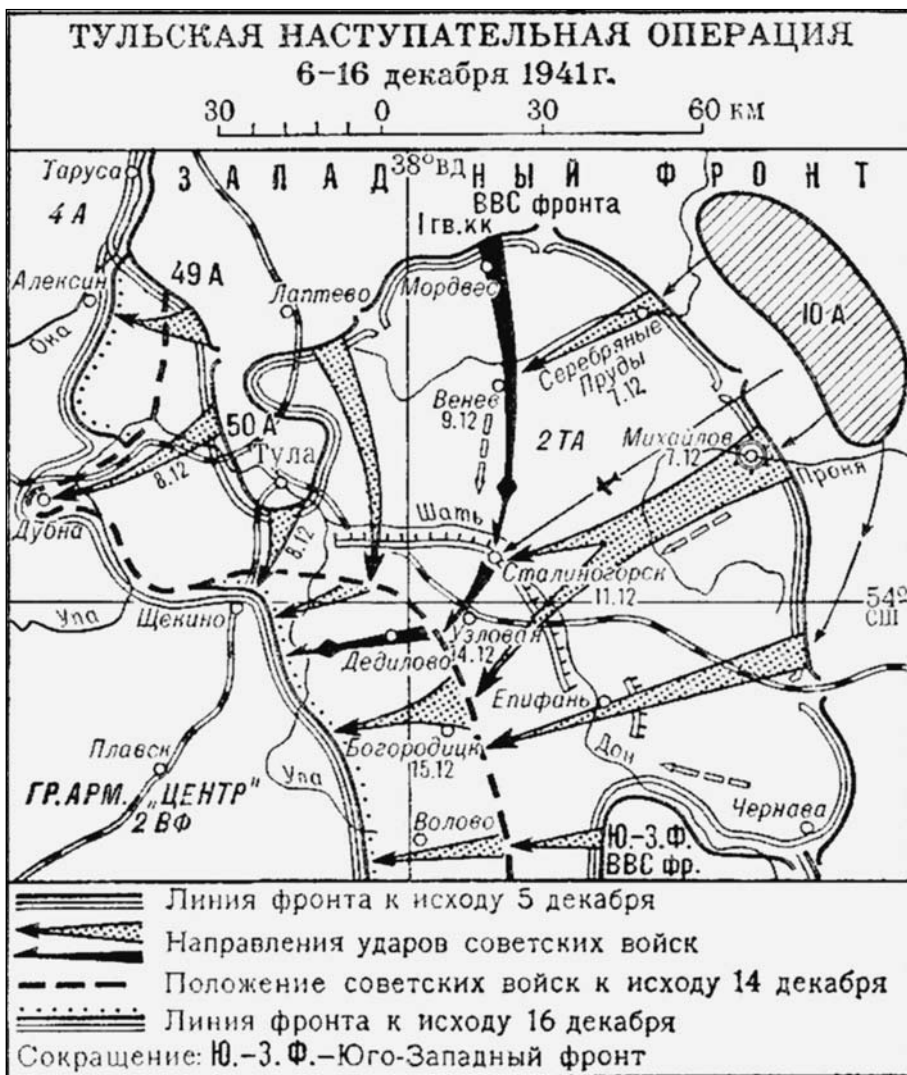 ТУЛЬСКАЯ НАСТУПАТЕЛЬНАЯ ОПЕРАЦИЯ
6–16 декабря 1941г.
30 0 30 60 км
ЗАПАДНЫЙ ФРОНТ
38° ВД
Таруса
4 А
ВВС фронта
1 гв. кк
49 А
Алексин
Лаптево
Мордвес
10 А
Ока
Серебряные
Пруды
7.12
Венев
9.12
50 А
2 ТА
Михайлов
7.12
Тула
8.12
Проня
Дубна
Шать
8.12
Сталиногорск
11.12
54°
СШ
Упа
Щекино
Узловая
14.12
Дедилово
Епифань
Богородицк
15.12
Дон
Плавск
Упа
ГР. АРМ. „ЦЕНТР"
2 ВФ
Волово
Чернава
Ю.-З.Ф.
ВВС фр.
Линия фронта к исходу 5 декабря
Направления ударов советских войск
Положение советских войск к исходу 14 декабря
Линия фронта к исходу 16 декабря
Сокращение: Ю.-З.Ф.–Юго-Западный фронт